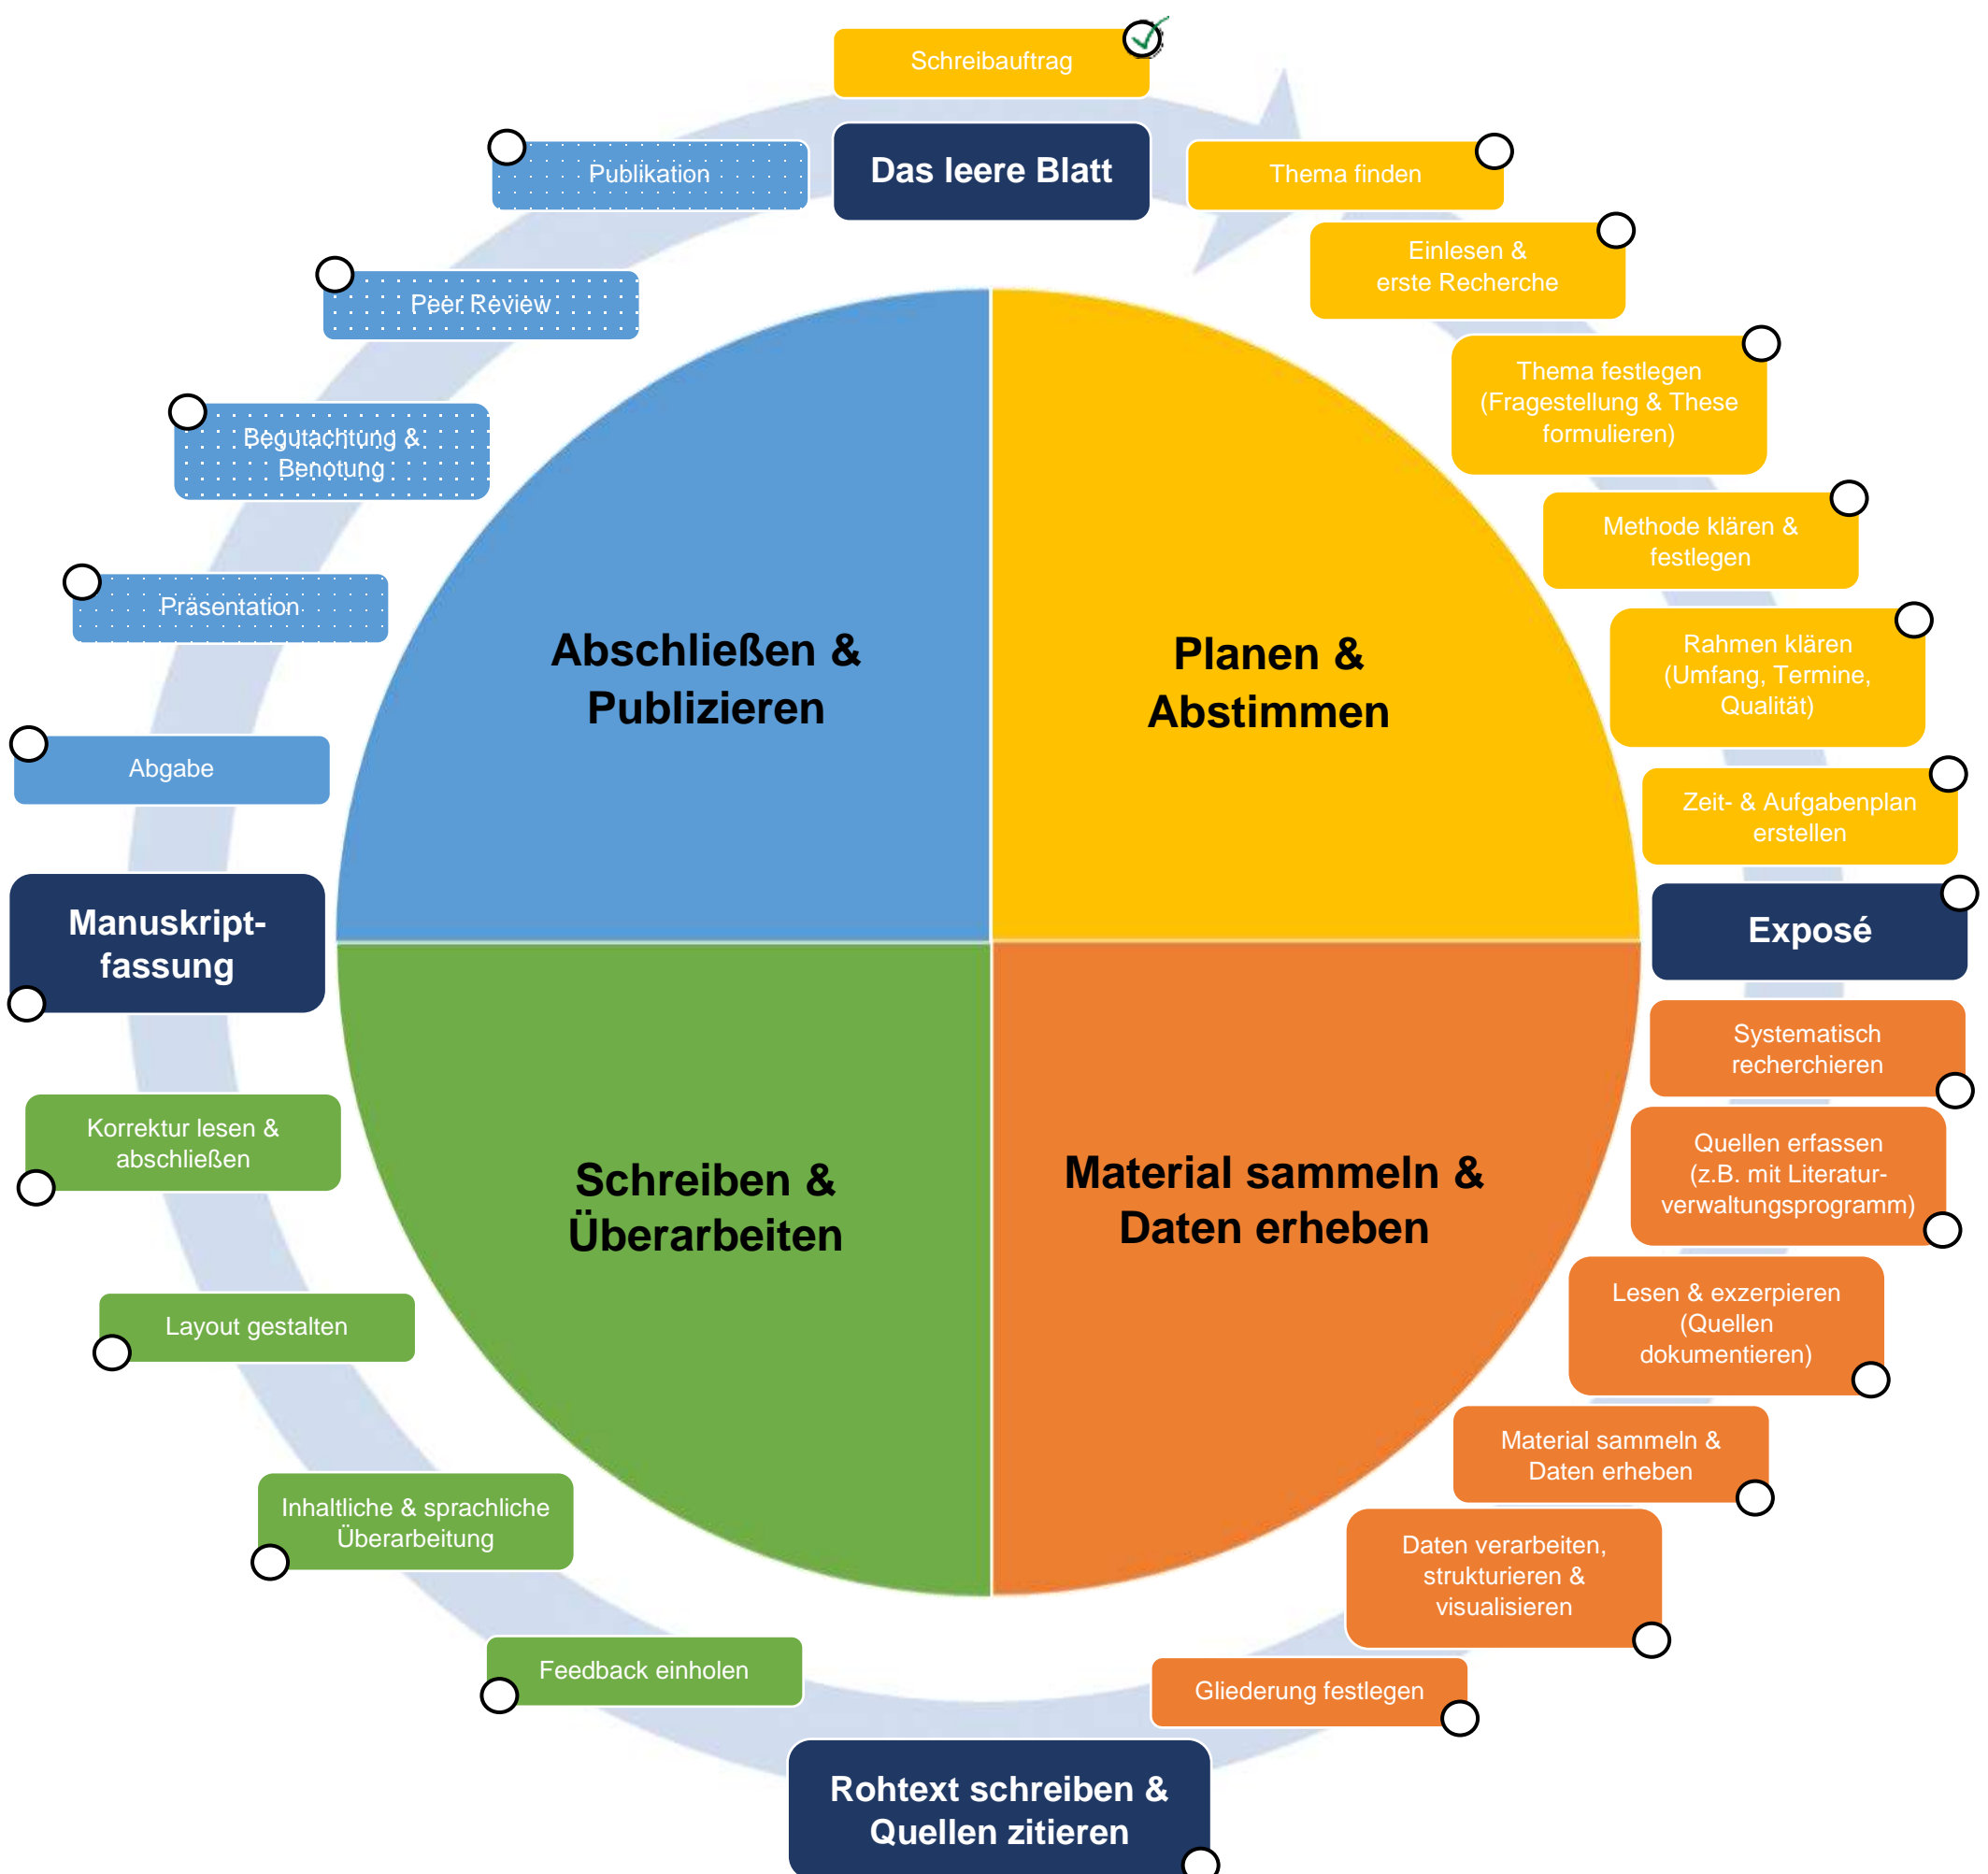 Schreibauftrag
Das leere Blatt
Thema finden
Einlesen &
erste Recherche
Thema festlegen
(Fragestellung & These
formulieren)
Methode klären &
festlegen
Rahmen klären
(Umfang, Termine,
Qualität)
Zeit- & Aufgabenplan
erstellen
Exposé
Systematisch
recherchieren
Quellen erfassen
(z.B. mit Literatur-
verwaltungsprogramm)
Lesen & exzerpieren
(Quellen
dokumentieren)
Material sammeln &
Daten erheben
Daten verarbeiten,
strukturieren &
visualisieren
Gliederung festlegen
Rohtext schreiben &
Quellen zitieren
Feedback einholen
Inhaltliche & sprachliche
Überarbeitung
Layout gestalten
Korrektur lesen &
abschließen
Manuskript-
fassung
Abgabe
Präsentation
Begutachtung &
Benotung
Peer Review
Publikation
Planen &
Abstimmen
Material sammeln &
Daten erheben
Schreiben &
Überarbeiten
Abschließen &
Publizieren